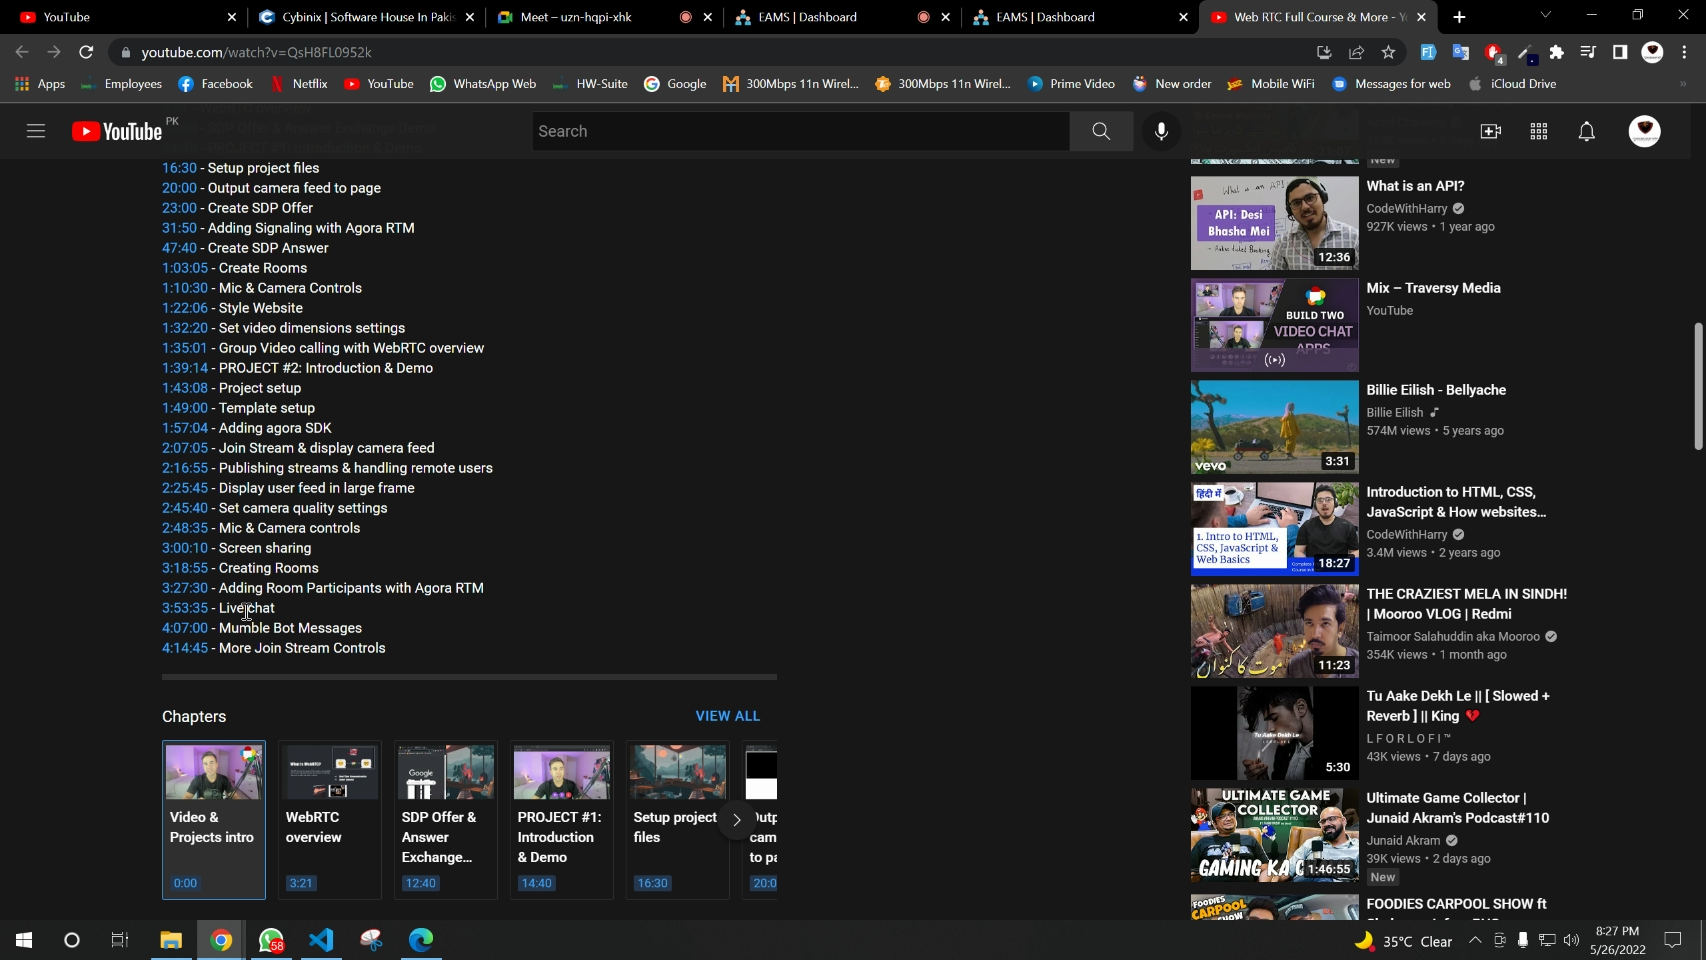 YouTube
Cybinix | Software House In Pakis
Meet – uzn-hqpi-xhk
EAMS | Dashboard
EAMS | Dashboard
Web RTC Full Course & More - Y
youtube.com/watch?v=QsH8FL0952k
4
Apps
Employees
Facebook
Netflix
YouTube
WhatsApp Web
HW-Suite
Google
300Mbps 11n Wirel...
300Mbps 11n Wirel...
Prime Video
New order
Mobile WiFi
Messages for web
iCloud Drive
YouTube PK
Search
16:30 - Setup project files
20:00 - Output camera feed to page
23:00 - Create SDP Offer
31:50 - Adding Signaling with Agora RTM
47:40 - Create SDP Answer
1:03:05 - Create Rooms
1:10:30 - Mic & Camera Controls
1:22:06 - Style Website
1:32:20 - Set video dimensions settings
1:35:01 - Group Video calling with WebRTC overview
1:39:14 - PROJECT #2: Introduction & Demo
1:43:08 - Project setup
1:49:00 - Template setup
1:57:04 - Adding agora SDK
2:07:05 - Join Stream & display camera feed
2:16:55 - Publishing streams & handling remote users
2:25:45 - Display user feed in large frame
2:45:40 - Set camera quality settings
2:48:35 - Mic & Camera controls
3:00:10 - Screen sharing
3:18:55 - Creating Rooms
3:27:30 - Adding Room Participants with Agora RTM
3:53:35 - Live chat
4:07:00 - Mumble Bot Messages
4:14:45 - More Join Stream Controls
Chapters
VIEW ALL
Video & Projects intro
0:00
WebRTC overview
3:21
Google
SDP Offer & Answer Exchange...
12:40
PROJECT #1: Introduction & Demo
14:40
Setup project files
16:30
New
What is an API?
CodeWithHarry
927K views • 1 year ago
API: Desi Bhasha Mei
12:36
Mix – Traversy Media
YouTube
BUILD TWO
VIDEO CHAT
APPS
Billie Eilish - Bellyache
Billie Eilish
574M views • 5 years ago
vevo
3:31
Introduction to HTML, CSS,
JavaScript & How websites...
CodeWithHarry
3.4M views • 2 years ago
हिंदी में
1. Intro to HTML,
CSS, JavaScript &
Web Basics
18:27
THE CRAZIEST MELA IN SINDH!
| Mooroo VLOG | Redmi
Taimoor Salahuddin aka Mooroo
354K views • 1 month ago
موت کا کنواں
11:23
Tu Aake Dekh Le || [ Slowed +
Reverb ] || King 💔
L F O R L O F I ™
43K views • 7 days ago
5:30
Ultimate Game Collector |
Junaid Akram's Podcast#110
Junaid Akram
39K views • 2 days ago
New
ULTIMATE GAME
COLLECTOR
GAMING KA
1:46:55
FOODIES CARPOOL SHOW ft
FOODIES
CARPOOL
SHOW
58
35°C Clear
8:27 PM
5/26/2022